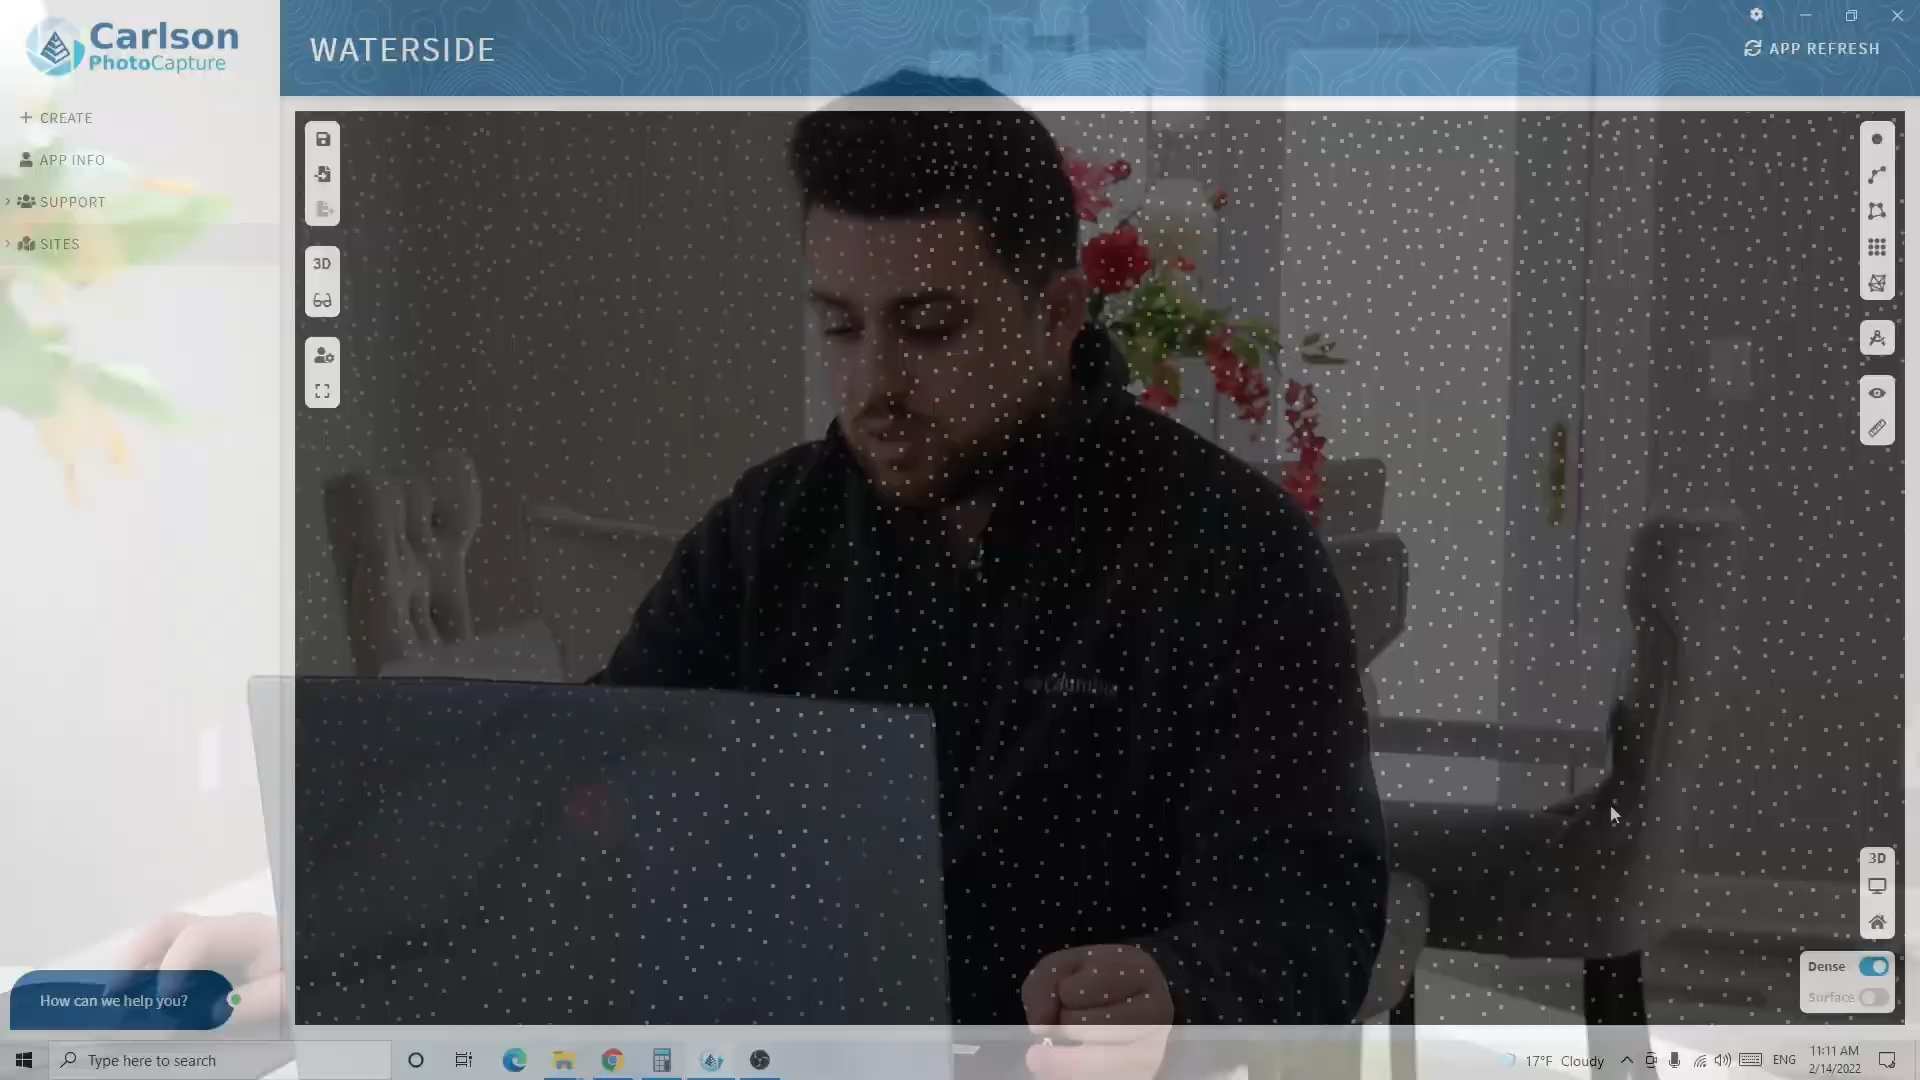 Carlson
PhotoCapture
WATERSIDE
APP REFRESH
CREATE
APP INFO
SUPPORT
SITES
3D
Columbia
3D
Dense
Surface
How can we help you?
Type here to search
17°F Cloudy
ENG
11:11 AM
2/14/2022